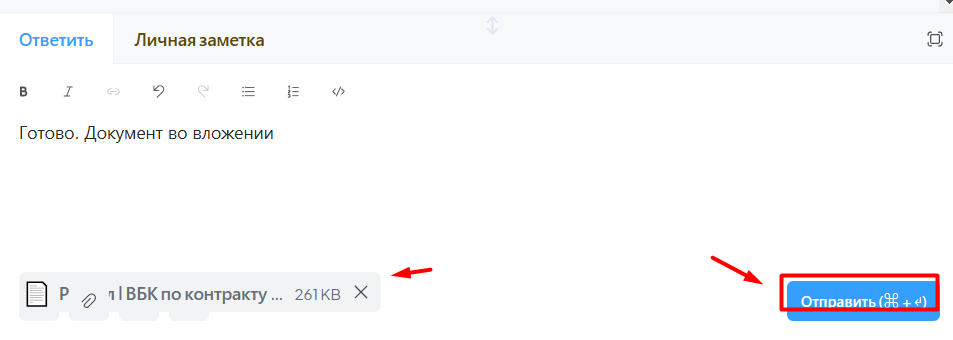 Ответить
Личная заметка
B I
Готово. Документ во вложении
л | ВБК по контракту ... 261 KB
Отправить (⌘ + ⏎)